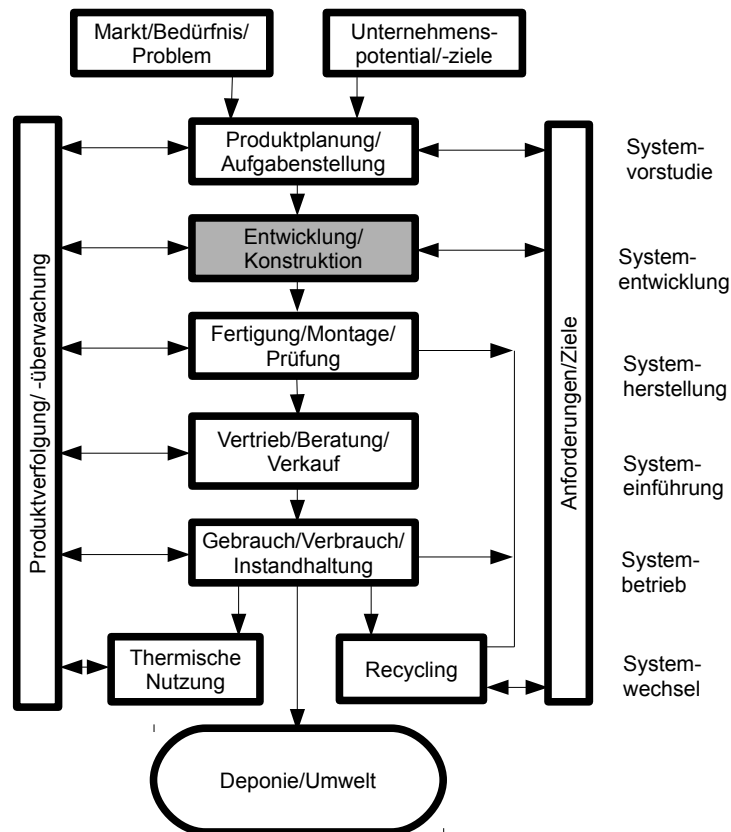 Markt/Bedürfnis/
Problem
Unternehmens
potential/-ziele
Produktplanung/
Aufgabenstellung
System-
vorstudie
Entwicklung/
Konstruktion
System-
entwicklung
Fertigung/Montage/
Prüfung
System-
herstellung
Vertrieb/Beratung/
Verkauf
System-
einführung
Gebrauch/Verbrauch/
Instandhaltung
System-
betrieb
Thermische
Nutzung
Recycling
System-
wechsel
Deponie/Umwelt
Produktverfolgung/ -überwachung
Anforderungen/Ziele